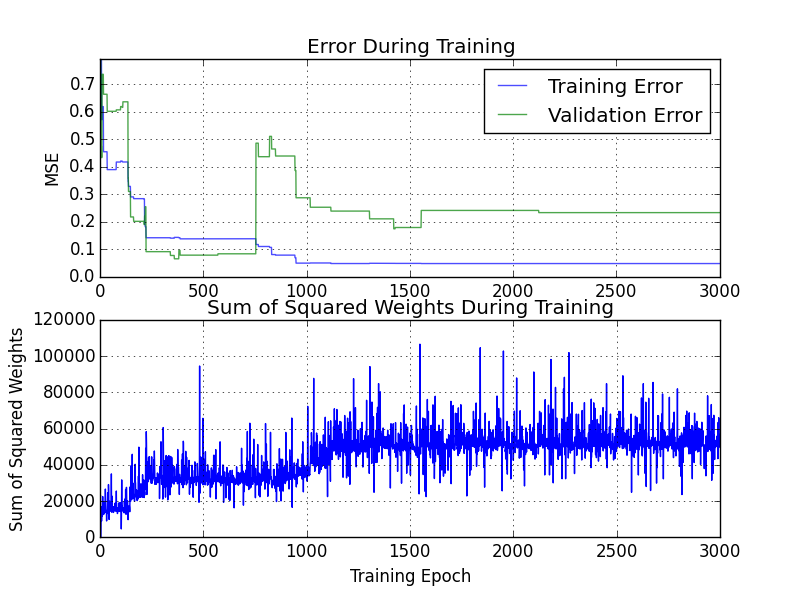 Error During Training
MSE
0.7
0.6
0.5
0.4
0.3
0.2
0.1
0.0
Training Error
Validation Error
0 500 1000 1500 2000 2500 3000
Sum of Squared Weights During Training
Sum of Squared Weights
120000
100000
80000
60000
40000
20000
0
0 500 1000 1500 2000 2500 3000
Training Epoch